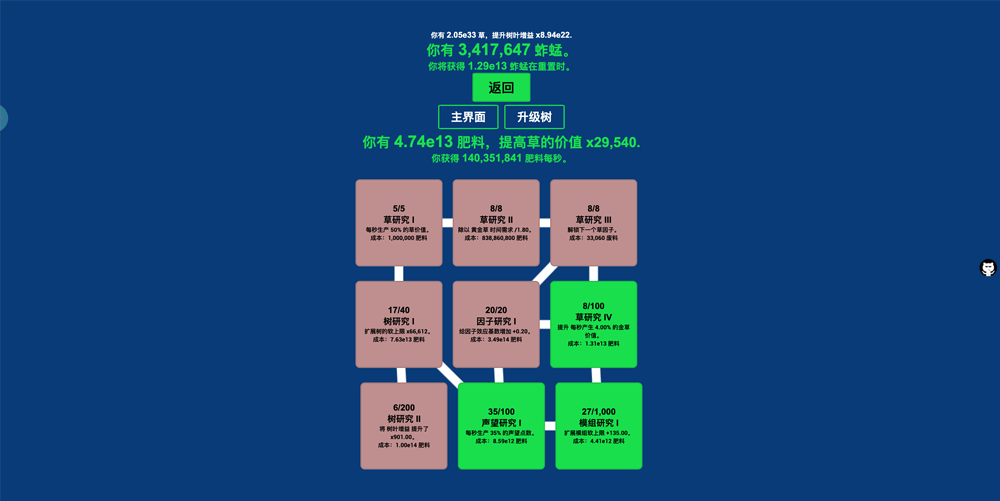 你有 2.05e33 草，提升树叶增益 x8.94e22.
你有 3,417,647 蚱蜢。
你将获得 1.29e13 蚱蜢在重置时。
返回
主界面 升级树
你有 4.74e13 肥料，提高草的价值 x29,540.
你获得 140,351,841 肥料每秒。
5/5
草研究 I
每秒生产 50% 的草价值。
成本：1,000,000 肥料
8/8
草研究 II
除以 黄金草 时间需求 /1.80。
成本：838,860,800 肥料
8/8
草研究 III
解锁下一个草因子。
成本：33,060 废料
17/40
树研究 I
扩展树的软上限 x66,612。
成本：7.63e13 肥料
20/20
因子研究 I
给因子效应基数增加 +0.20。
成本：3.49e14 肥料
8/100
草研究 IV
提升 每秒产生 4.00% 的金草
价值。
成本：1.31e13 肥料
6/200
树研究 II
将 树叶增益 提升了
x901.00。
成本：1.00e14 肥料
35/100
声望研究 I
每秒生产 35% 的声望点数。
成本：8.59e12 肥料
27/1,000
模组研究 I
扩展模组软上限 +135.00。
成本：4.41e12 肥料